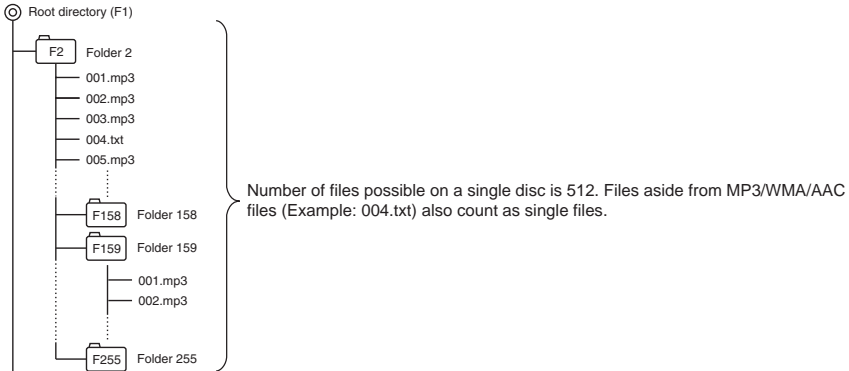 Root directory (F1)
F2 Folder 2
001.mp3
002.mp3
003.mp3
004.txt
005.mp3
Number of files possible on a single disc is 512. Files aside from MP3/WMA/AAC
files (Example: 004.txt) also count as single files.
F158 Folder 158
F159 Folder 159
001.mp3
002.mp3
F255 Folder 255